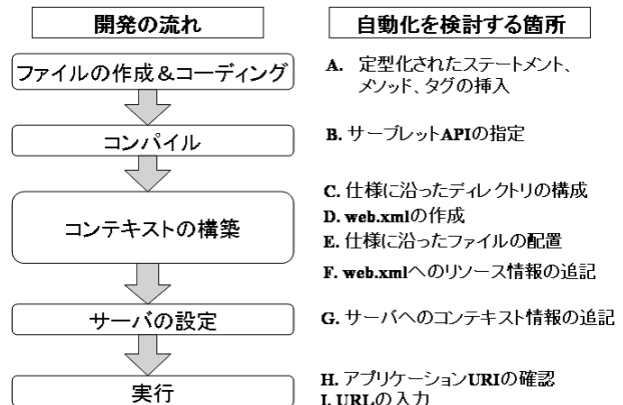 開発の流れ
自動化を検討する箇所
ファイルの作成&コーディング
A. 定型化されたステートメント、
メソッド、タグの挿入
コンパイル
B. サーブレットAPIの指定
コンテキストの構築
C. 仕様に沿ったディレクトリの構成
D. web.xmlの作成
E. 仕様に沿ったファイルの配置
F. web.xmlへのリソース情報の追記
サーバの設定
G. サーバへのコンテキスト情報の追記
実行
H. アプリケーションURIの確認
I. URLの入力